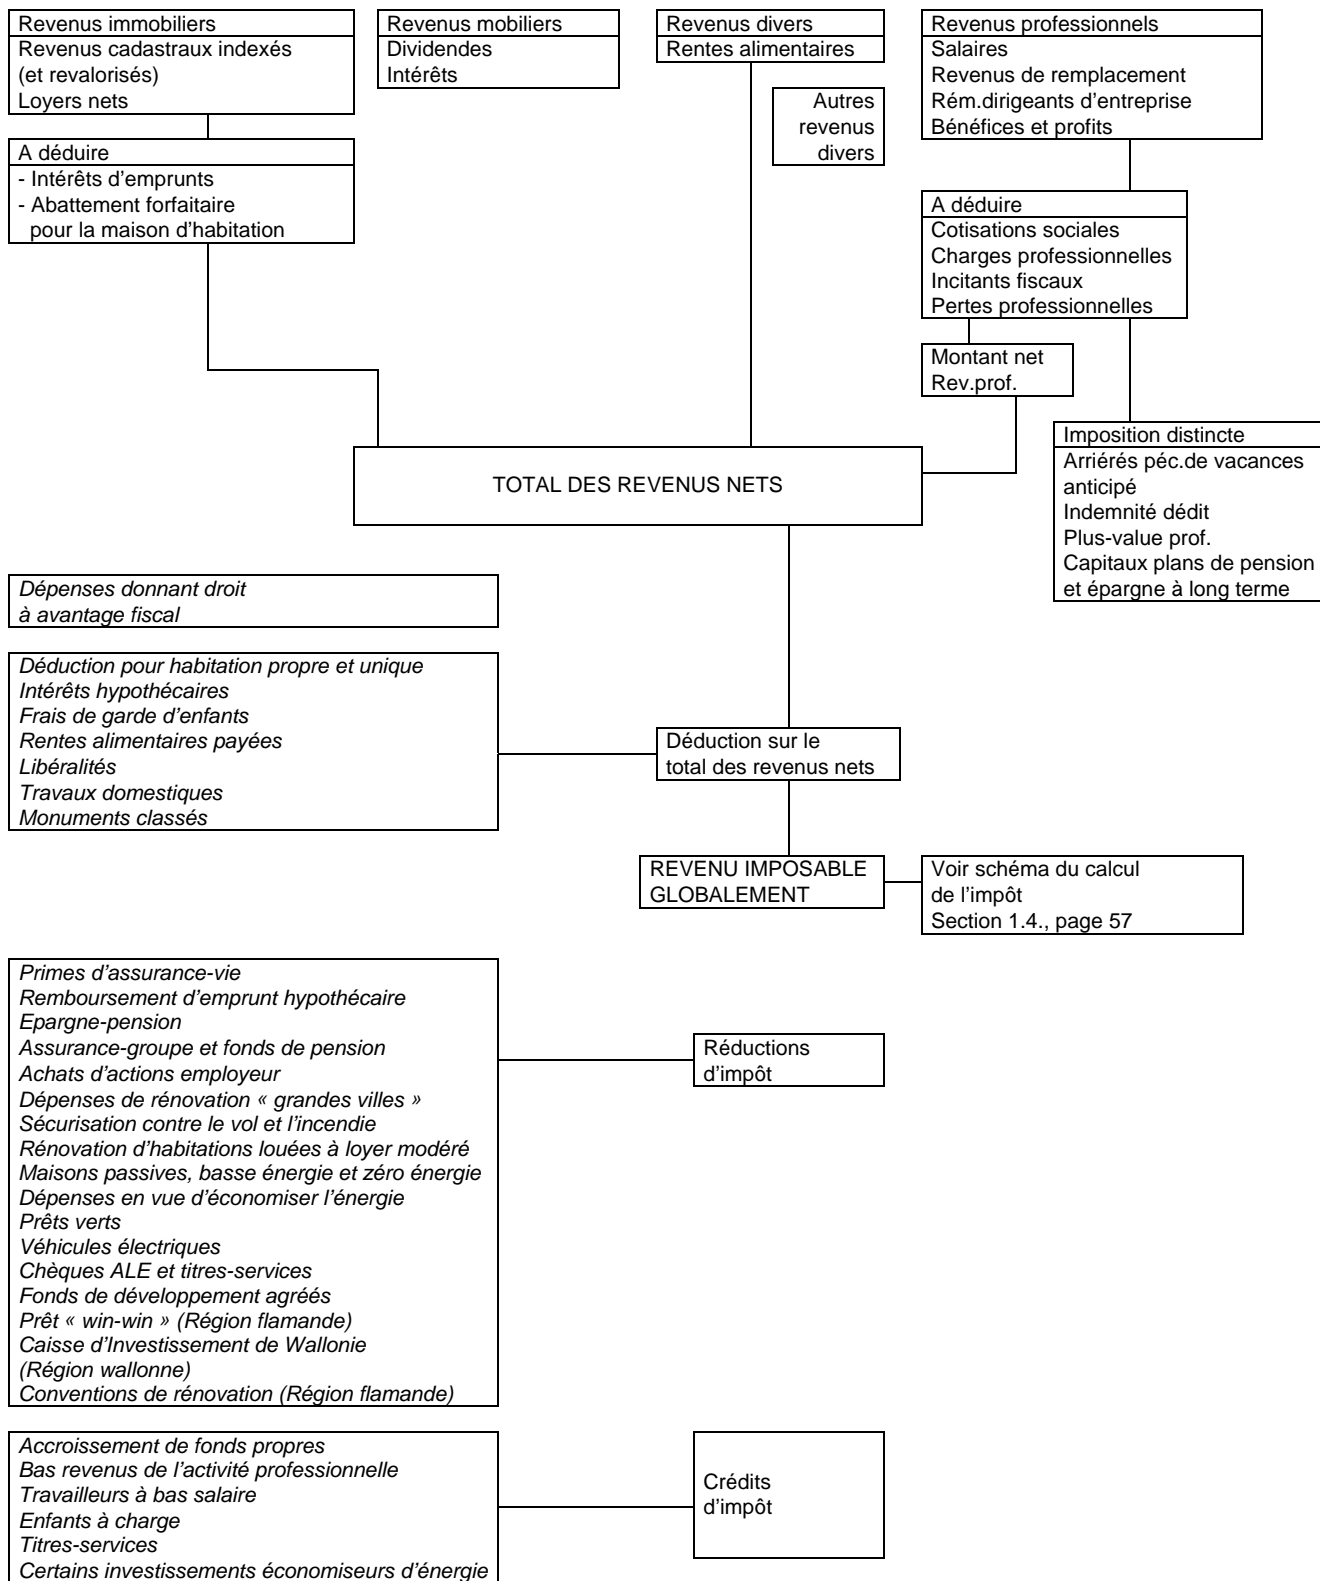 Revenus immobiliers
Revenus cadastraux indexés
(et revalorisés)
Loyers nets
Revenus mobiliers
Dividendes
Intérêts
Revenus divers
Rentes alimentaires
Autres
revenus
divers
Revenus professionnels
Salaires
Revenus de remplacement
Rém.dirigeants d'entreprise
Bénéfices et profits
A déduire
- Intérêts d'emprunts
- Abattement forfaitaire
pour la maison d'habitation
A déduire
Cotisations sociales
Charges professionnelles
Incitants fiscaux
Pertes professionnelles
Montant net
Rev.prof.
Imposition distincte
Arriérés péc.de vacances
anticipé
Indemnité dédit
Plus-value prof.
Capitaux plans de pension
et épargne à long terme
TOTAL DES REVENUS NETS
Dépenses donnant droit
à avantage fiscal
Déduction pour habitation propre et unique
Intérêts hypothécaires
Frais de garde d'enfants
Rentes alimentaires payées
Libéralités
Travaux domestiques
Monuments classés
Déduction sur le
total des revenus nets
REVENU IMPOSABLE
GLOBALEMENT
Voir schéma du calcul
de l'impôt
Section 1.4., page 57
Primes d'assurance-vie
Remboursement d'emprunt hypothécaire
Epargne-pension
Assurance-groupe et fonds de pension
Achats d'actions employeur
Dépenses de rénovation « grandes villes »
Sécurisation contre le vol et l'incendie
Rénovation d'habitations louées à loyer modéré
Maisons passives, basse énergie et zéro énergie
Dépenses en vue d'économiser l'énergie
Prêts verts
Véhicules électriques
Chèques ALE et titres-services
Fonds de développement agréés
Prêt « win-win » (Région flamande)
Caisse d'Investissement de Wallonie
(Région wallonne)
Conventions de rénovation (Région flamande)
Réductions
d'impôt
Accroissement de fonds propres
Bas revenus de l'activité professionnelle
Travailleurs à bas salaire
Enfants à charge
Titres-services
Certains investissements économiseurs d'énergie
Crédits
d'impôt